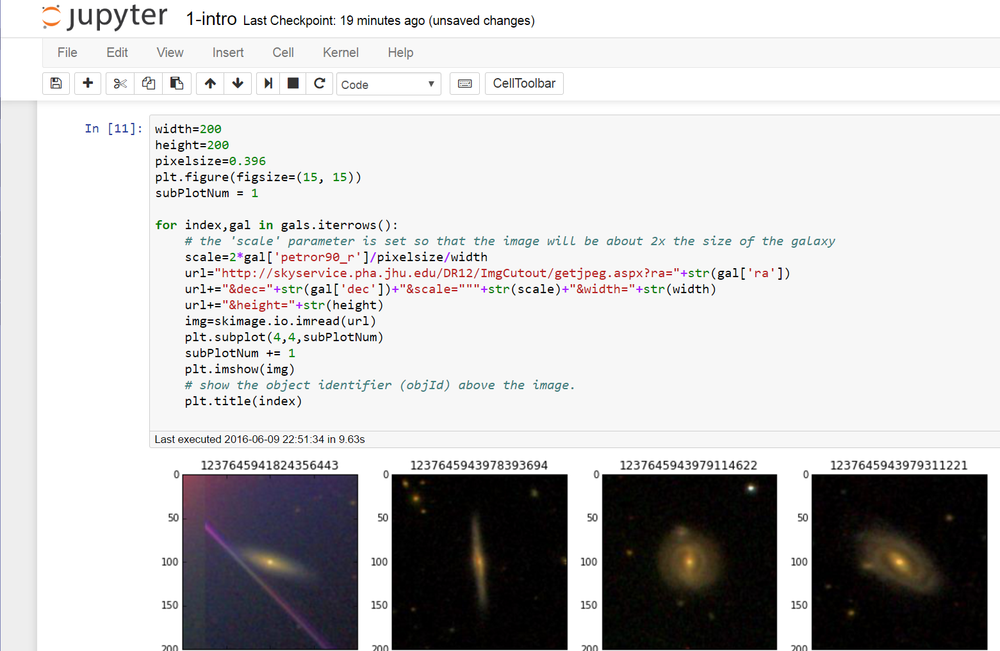 jupyter 1-intro Last Checkpoint: 19 minutes ago (unsaved changes)
File Edit View Insert Cell Kernel Help
Code CellToolbar
In [11]:
width=200
height=200
pixelsize=0.396
plt.figure(figsize=(15, 15))
subPlotNum = 1
for index,gal in gals.iterrows():
# the 'scale' parameter is set so that the image will be about 2x the size of the galaxy
scale=2*gal['petror90_r']/pixelsize/width
url="http://skyservice.pha.jhu.edu/DR12/ImgCutout/getjpeg.aspx?ra="+str(gal['ra'])
url+="&dec="+str(gal['dec'])+"&scale="""+str(scale)+"&width="+str(width)
url+="&height="+str(height)
img=skimage.io.imread(url)
plt.subplot(4,4,subPlotNum)
subPlotNum += 1
plt.imshow(img)
# show the object identifier (objId) above the image.
plt.title(index)
Last executed 2016-06-09 22:51:34 in 9.63s
1237645941824356443 1237645943978393694 1237645943979114622 1237645943979311221
0 0 0 0
50 50 50 50
100 100 100 100
150 150 150 150
200 200 200 200